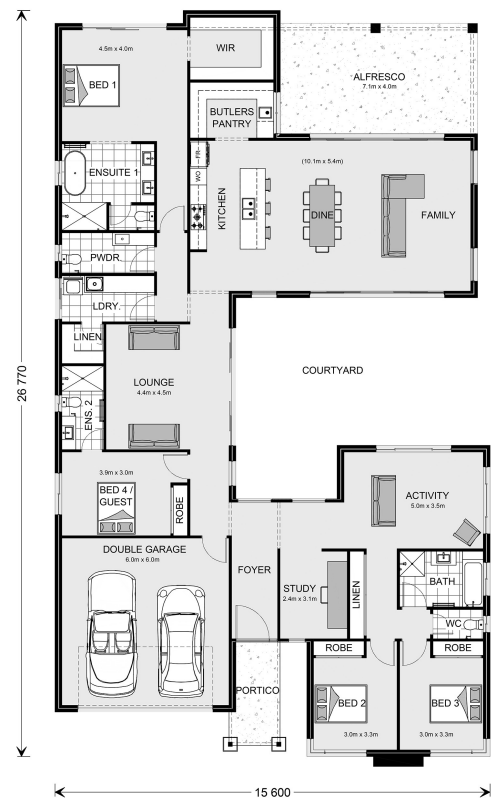 4.5m x 4.0m
WIR
BED 1
ALFRESCO
7.1m x 4.0m
BUTLERS
PANTRY
FR
WO
(10.1m x 5.4m)
ENSUITE 1
KITCHEN
DINE
FAMILY
PWDR.
LDRY.
LINEN
LOUNGE
4.4m x 4.5m
COURTYARD
26 770
ENS. 2
3.9m x 3.0m
BED 4 /
GUEST
ROBE
ACTIVITY
5.0m x 3.5m
DOUBLE GARAGE
6.0m x 6.0m
FOYER
STUDY
2.4m x 3.1m
LINEN
BATH
WC
ROBE
ROBE
PORTICO
BED 2
3.0m x 3.3m
BED 3
3.0m x 3.3m
15 600